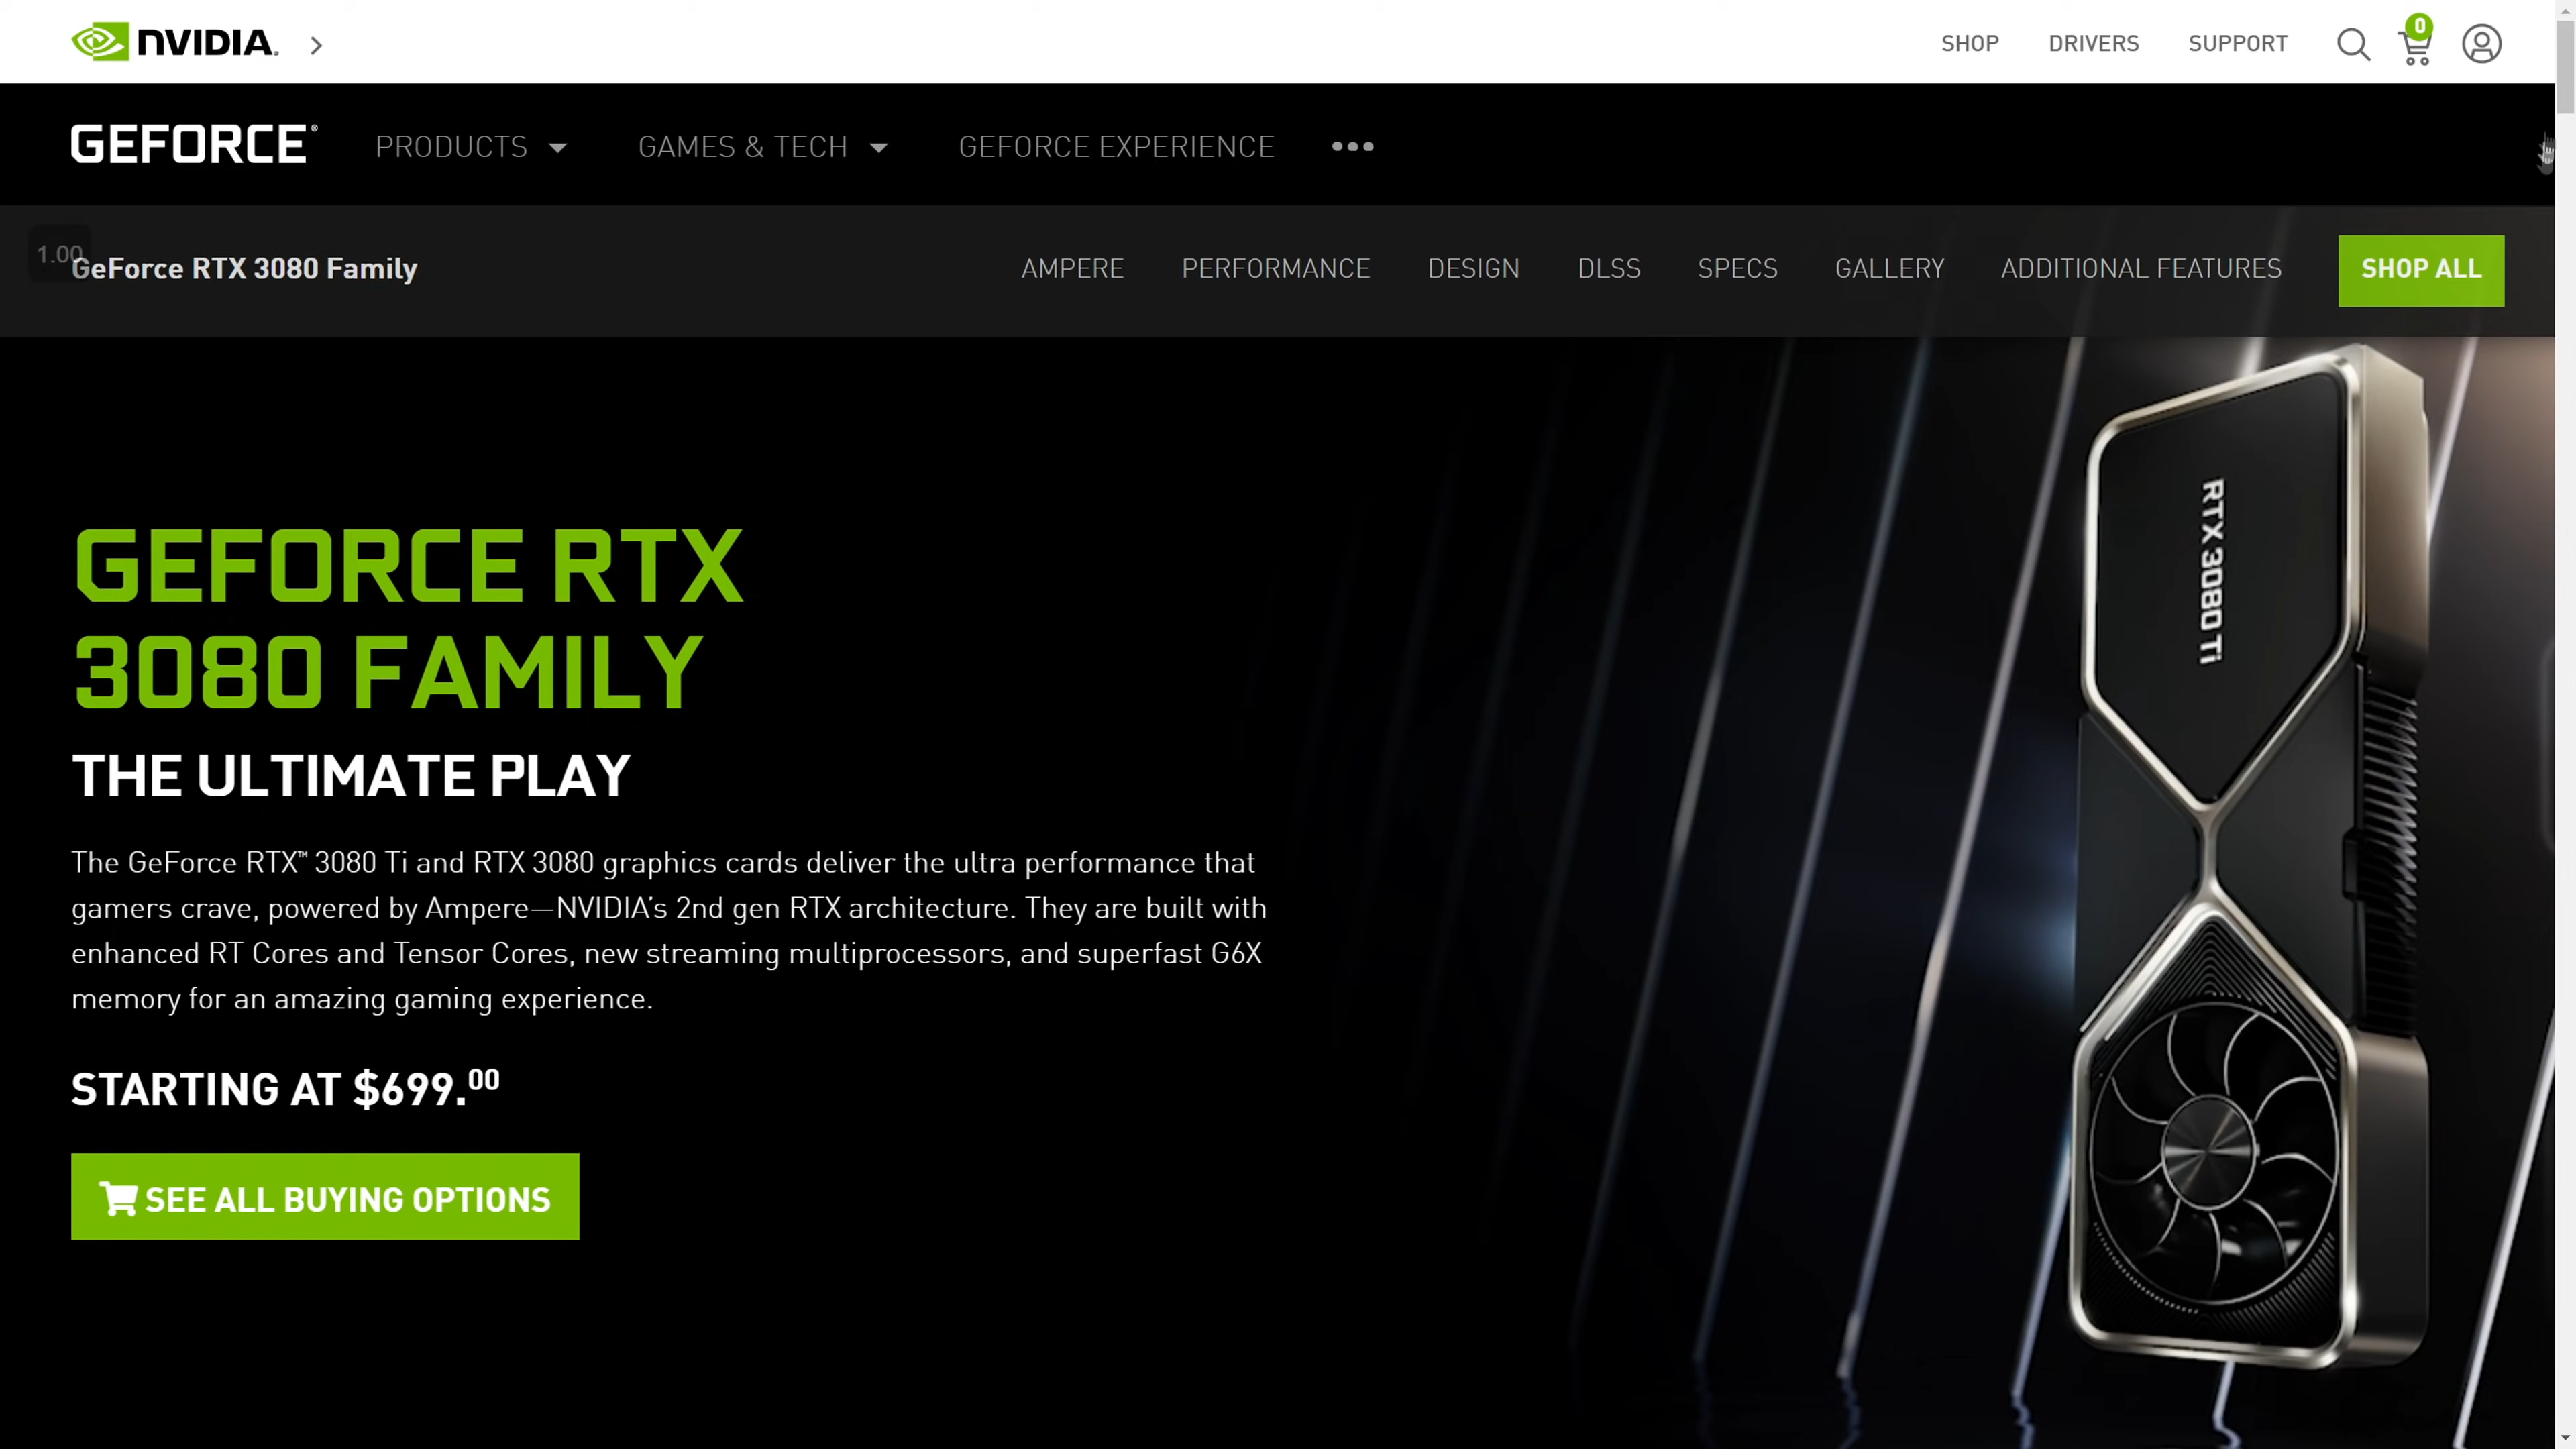 NVIDIA.
SHOP DRIVERS SUPPORT 0
GEFORCE® PRODUCTS GAMES & TECH GEFORCE EXPERIENCE •••
1.00
GeForce RTX 3080 Family AMPERE PERFORMANCE DESIGN DLSS SPECS GALLERY ADDITIONAL FEATURES SHOP ALL
GEFORCE RTX
3080 FAMILY
THE ULTIMATE PLAY
The GeForce RTX™ 3080 Ti and RTX 3080 graphics cards deliver the ultra performance that
gamers crave, powered by Ampere—NVIDIA’s 2nd gen RTX architecture. They are built with
enhanced RT Cores and Tensor Cores, new streaming multiprocessors, and superfast G6X
memory for an amazing gaming experience.
STARTING AT $699.00
SEE ALL BUYING OPTIONS
RTX 3080 Ti